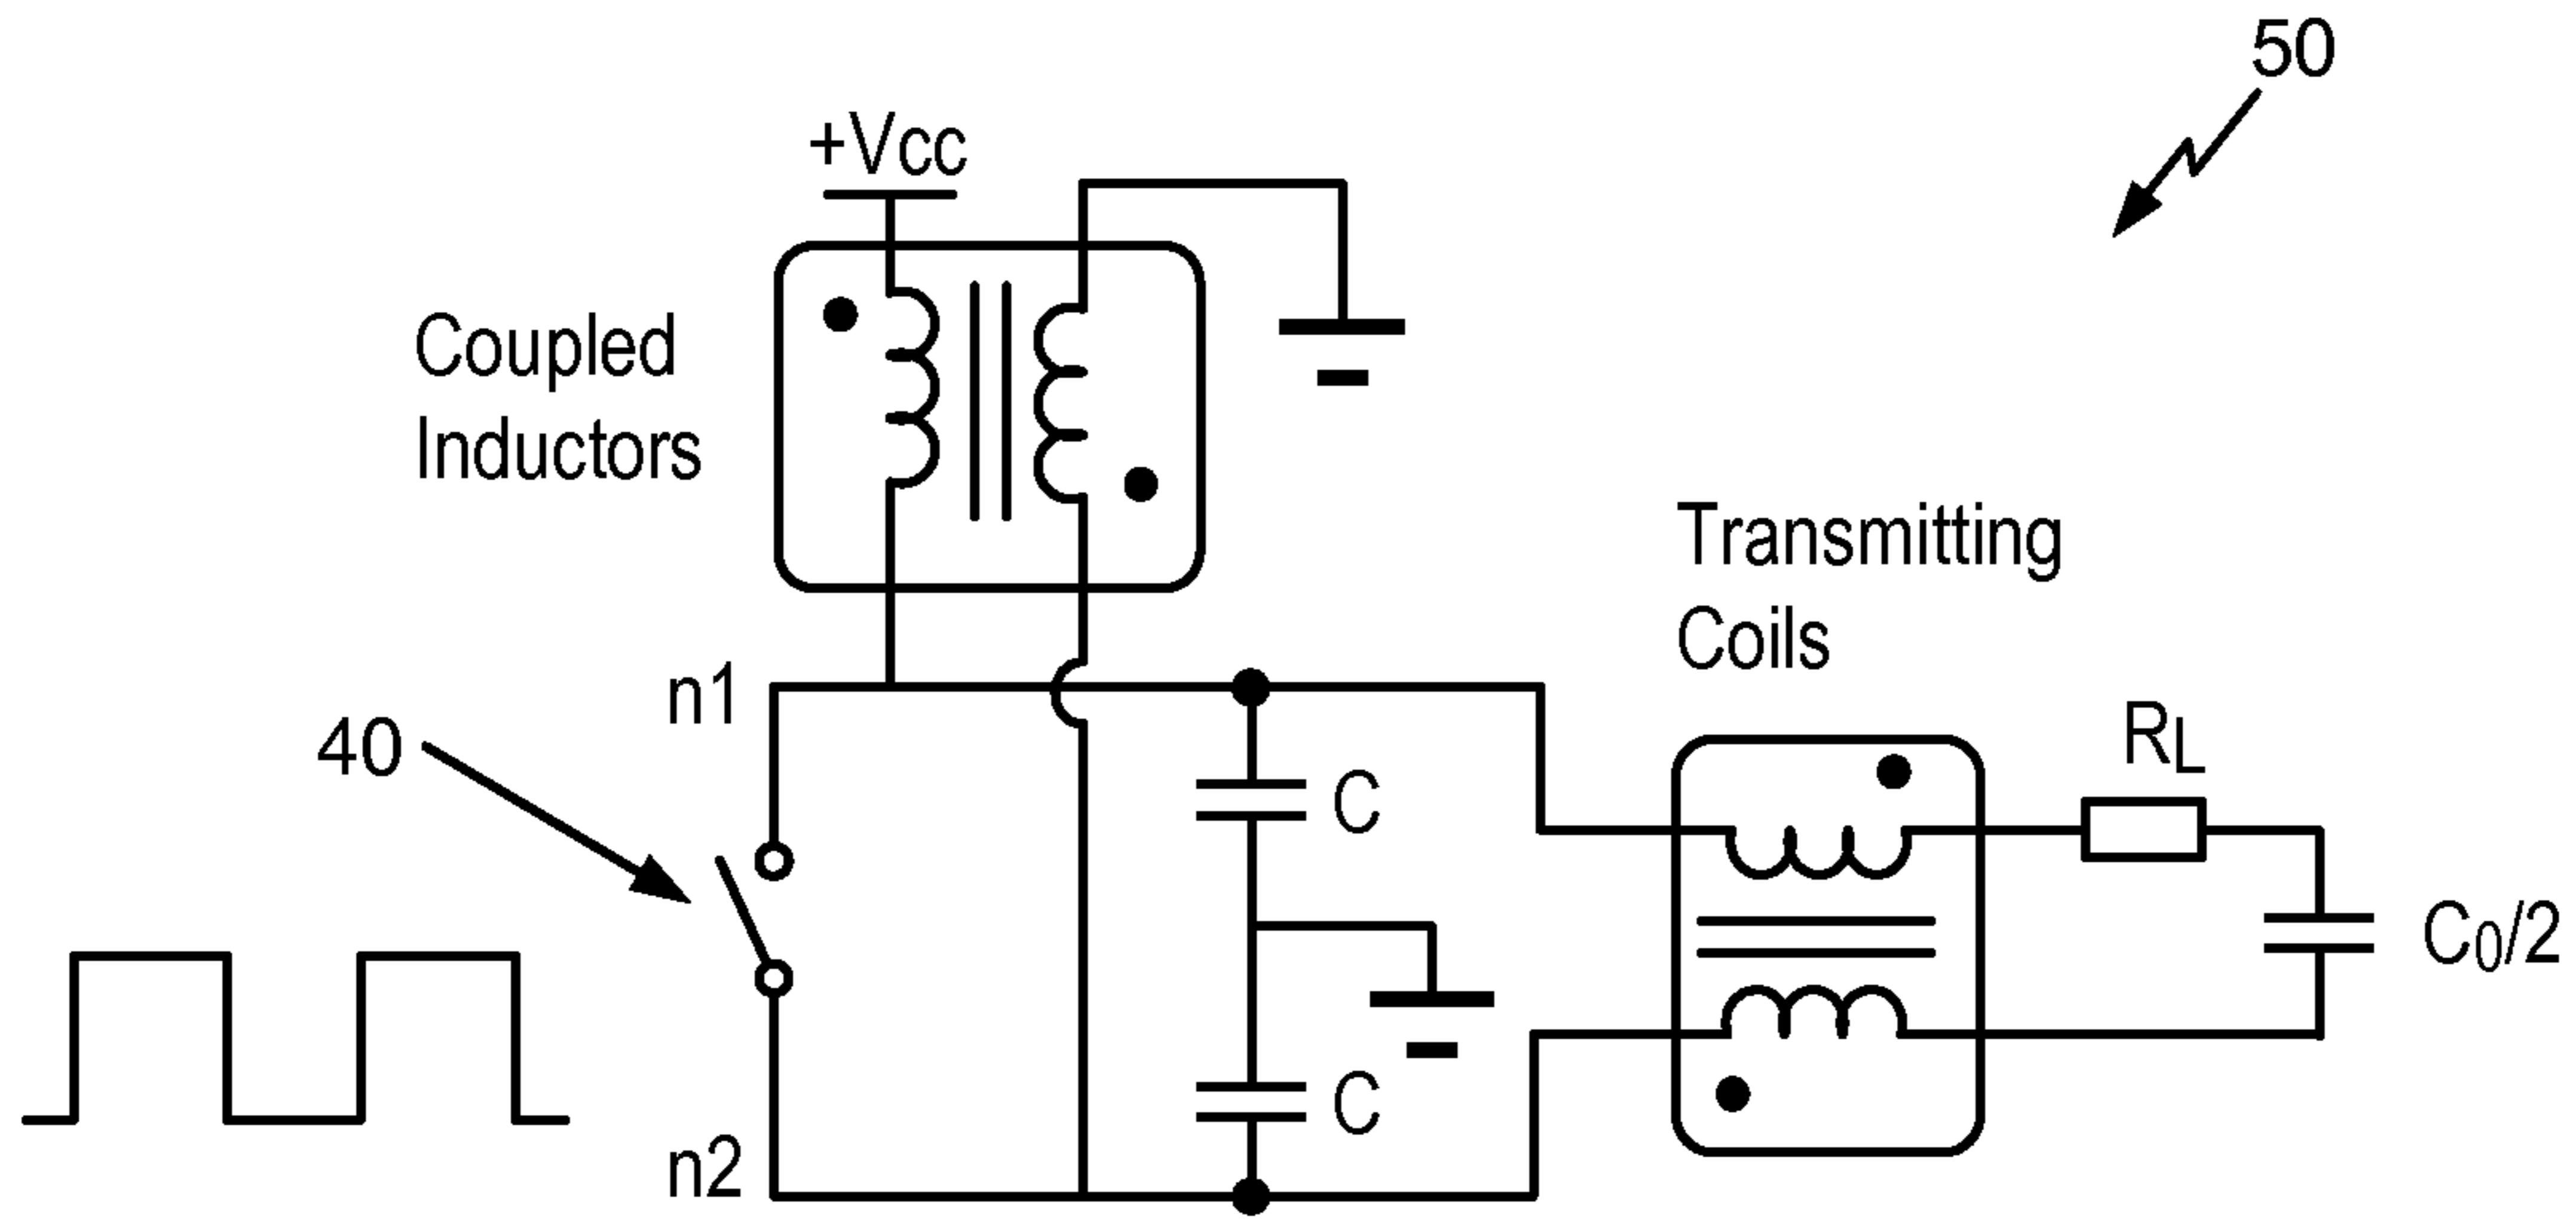 50
+Vcc
Coupled
Inductors
Transmitting
Coils
n1
RL
40
C
C0/2
C
n2